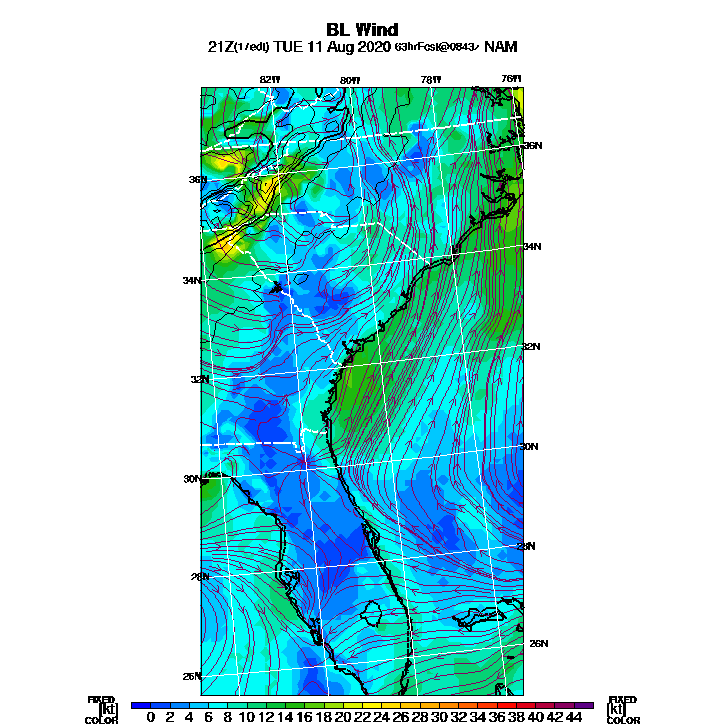 BL Wind
21Z(17edt) TUE 11 Aug 2020 63hrFcst@0843z NAM
82W 80W 78W 76W
36N
36N
34N
34N
32N
32N
30N
30N
28N
28N
26N
26N
FIXED FIXED
[kt] 0 2 4 6 8 10 12 14 16 18 20 22 24 26 28 30 32 34 36 38 40 42 44 [kt]
COLOR COLOR